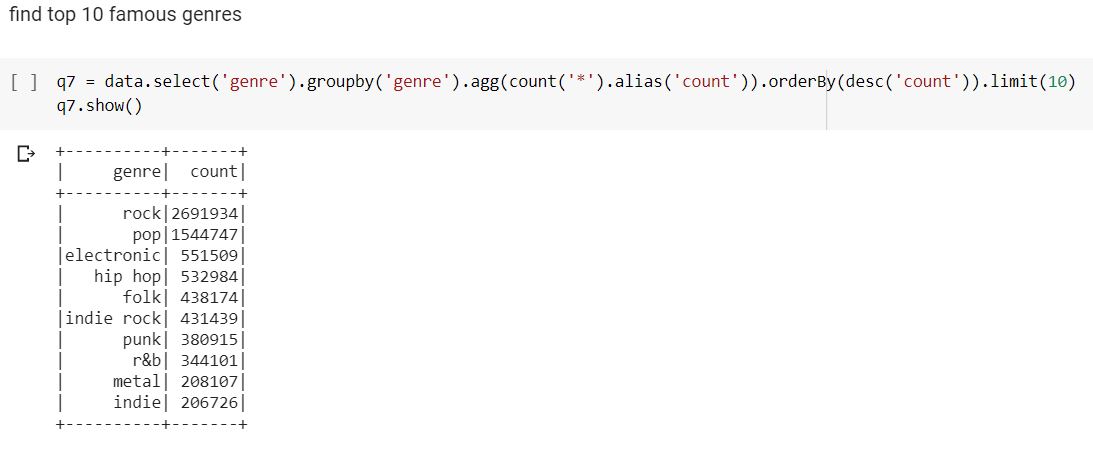 find top 10 famous genres
[ ] q7 = data.select('genre').groupby('genre').agg(count('*').alias('count')).orderBy(desc('count')).limit(10)
q7.show()
+----------+-------+
|     genre|  count|
+----------+-------+
|      rock|2691934|
|       pop|1544747|
|electronic| 551509|
|   hip hop| 532984|
|      folk| 438174|
|indie rock| 431439|
|      punk| 380915|
|       r&b| 344101|
|     metal| 208107|
|     indie| 206726|
+----------+-------+